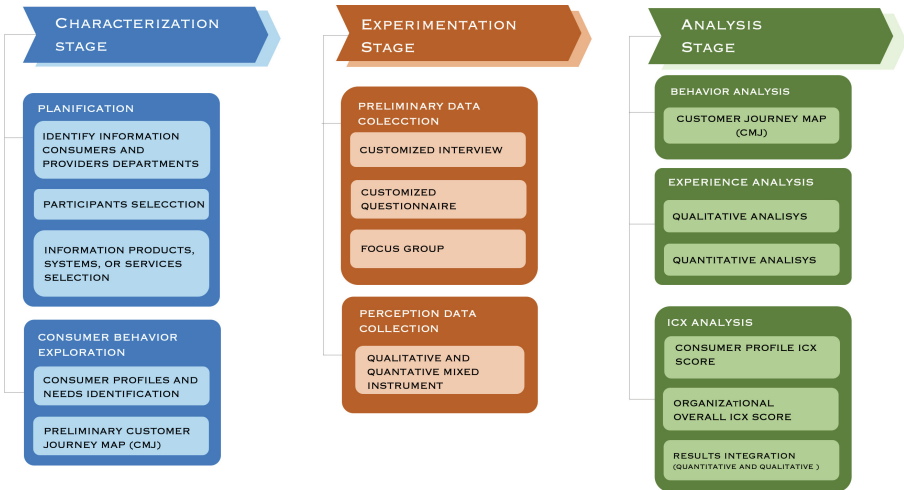 CHARACTERIZATION
STAGE
PLANIFICATION
IDENTIFY INFORMATION
CONSUMERS AND
PROVIDERS DEPARTMENTS
PARTICIPANTS SELECCTION
INFORMATION PRODUCTS,
SYSTEMS, OR SERVICES
SELECTION
CONSUMER BEHAVIOR
EXPLORATION
CONSUMER PROFILES AND
NEEDS IDENTIFICATION
PRELIMINARY CUSTOMER
JOURNEY MAP (CMJ)
EXPERIMENTATION
STAGE
PRELIMINARY DATA
COLECCTION
CUSTOMIZED INTERVIEW
CUSTOMIZED
QUESTIONNAIRE
FOCUS GROUP
PERCEPTION DATA
COLLECTION
QUALITATIVE AND
QUANTATIVE MIXED
INSTRUMENT
ANALYSIS
STAGE
BEHAVIOR ANALYSIS
CUSTOMER JOURNEY MAP
(CMJ)
EXPERIENCE ANALYSIS
QUALITATIVE ANALISYS
QUANTITATIVE ANALISYS
ICX ANALYSIS
CONSUMER PROFILE ICX
SCORE
ORGANIZATIONAL
OVERALL ICX SCORE
RESULTS INTEGRATION
(QUANTITATIVE AND QUALITATIVE )